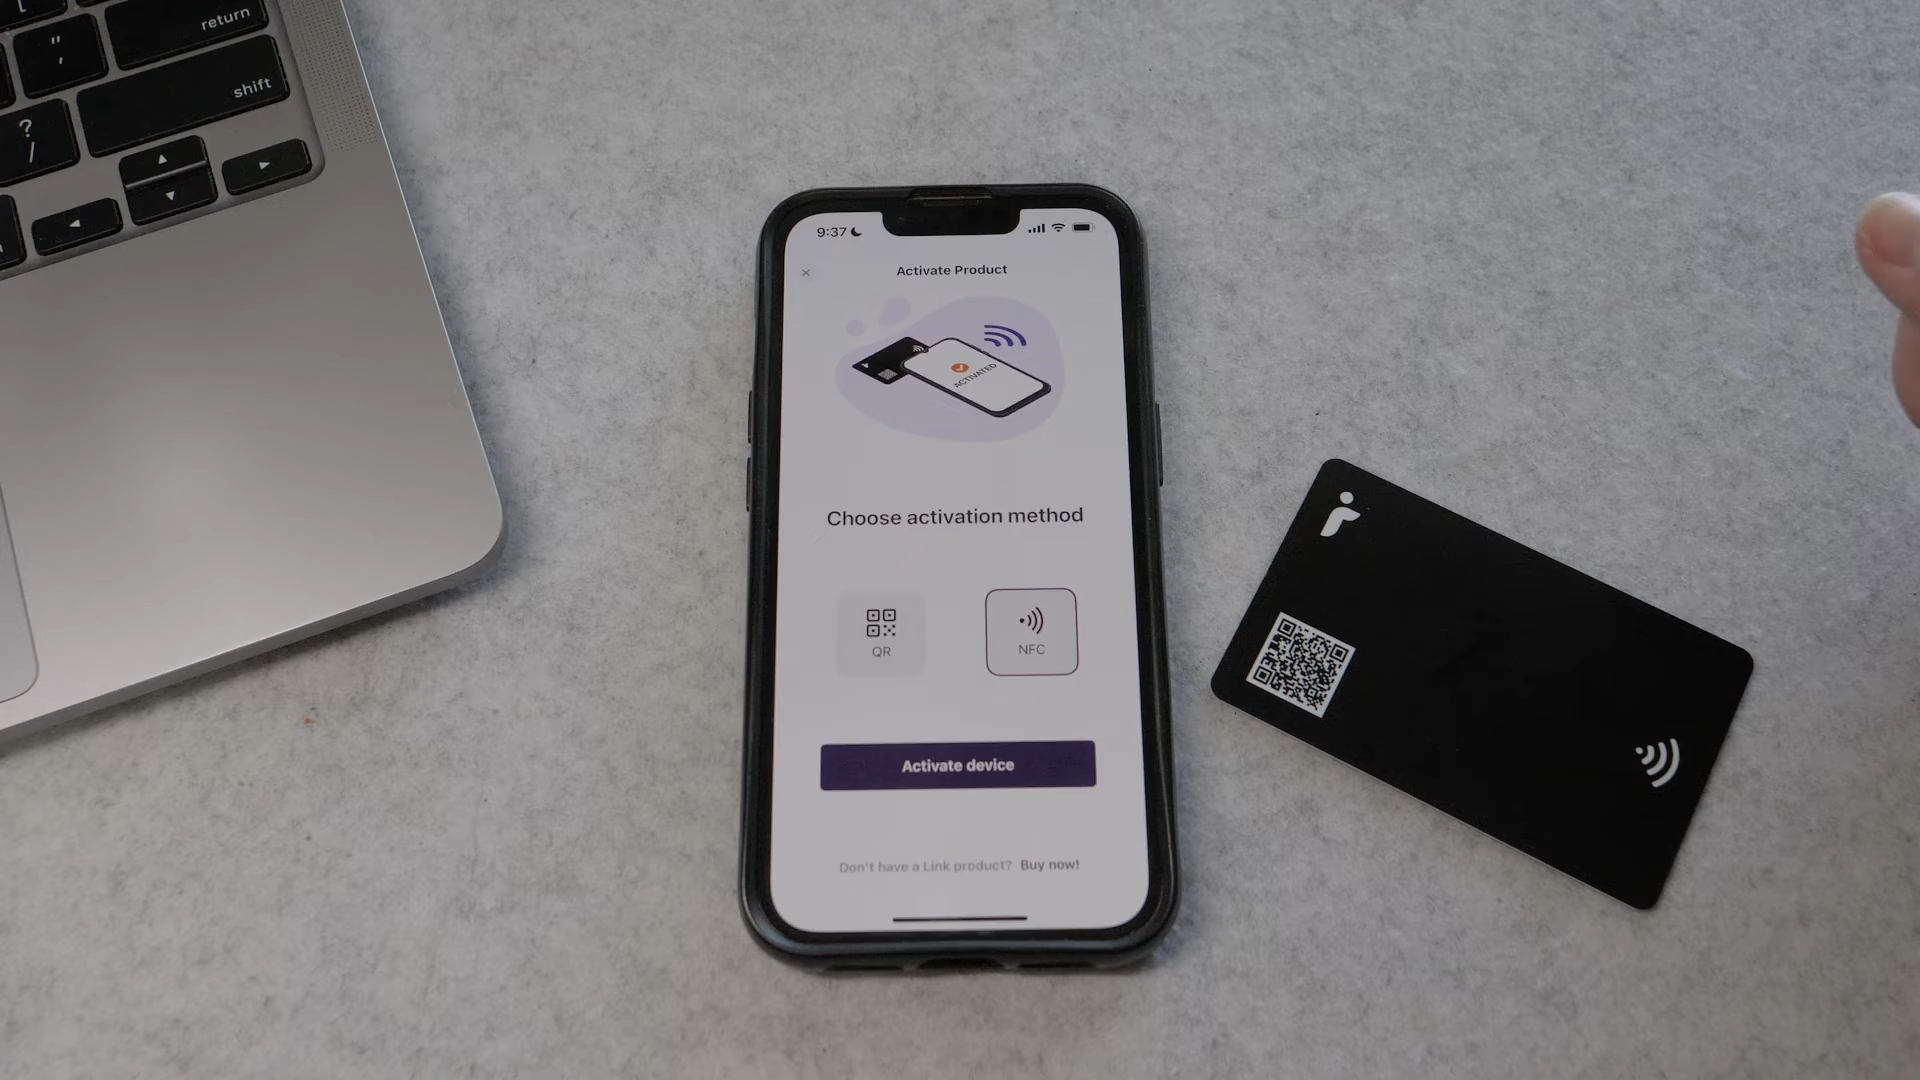 return
shift
" ,
? /
9:37
Activate Product
ACTIVATED
Choose activation method
QR
NFC
Activate device
Don't have a Link product? Buy now!